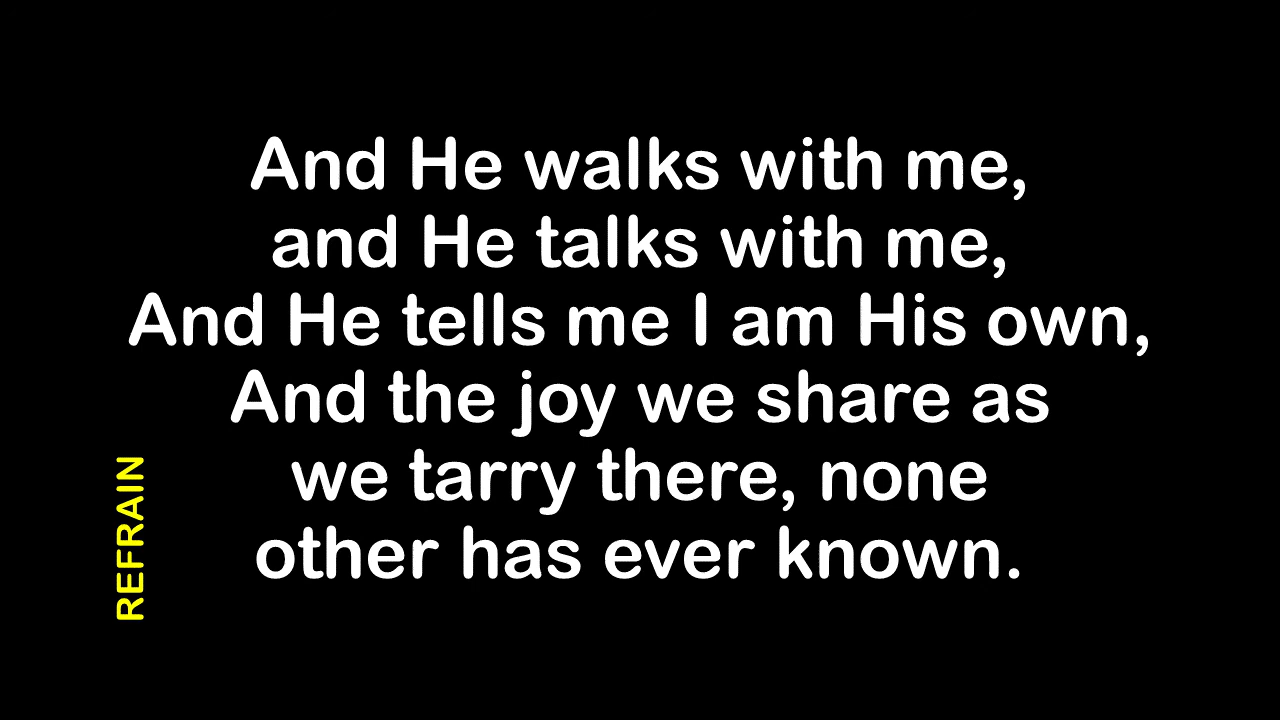 And He walks with me,
and He talks with me,
And He tells me I am His own,
And the joy we share as
we tarry there, none
other has ever known.
REFRAIN